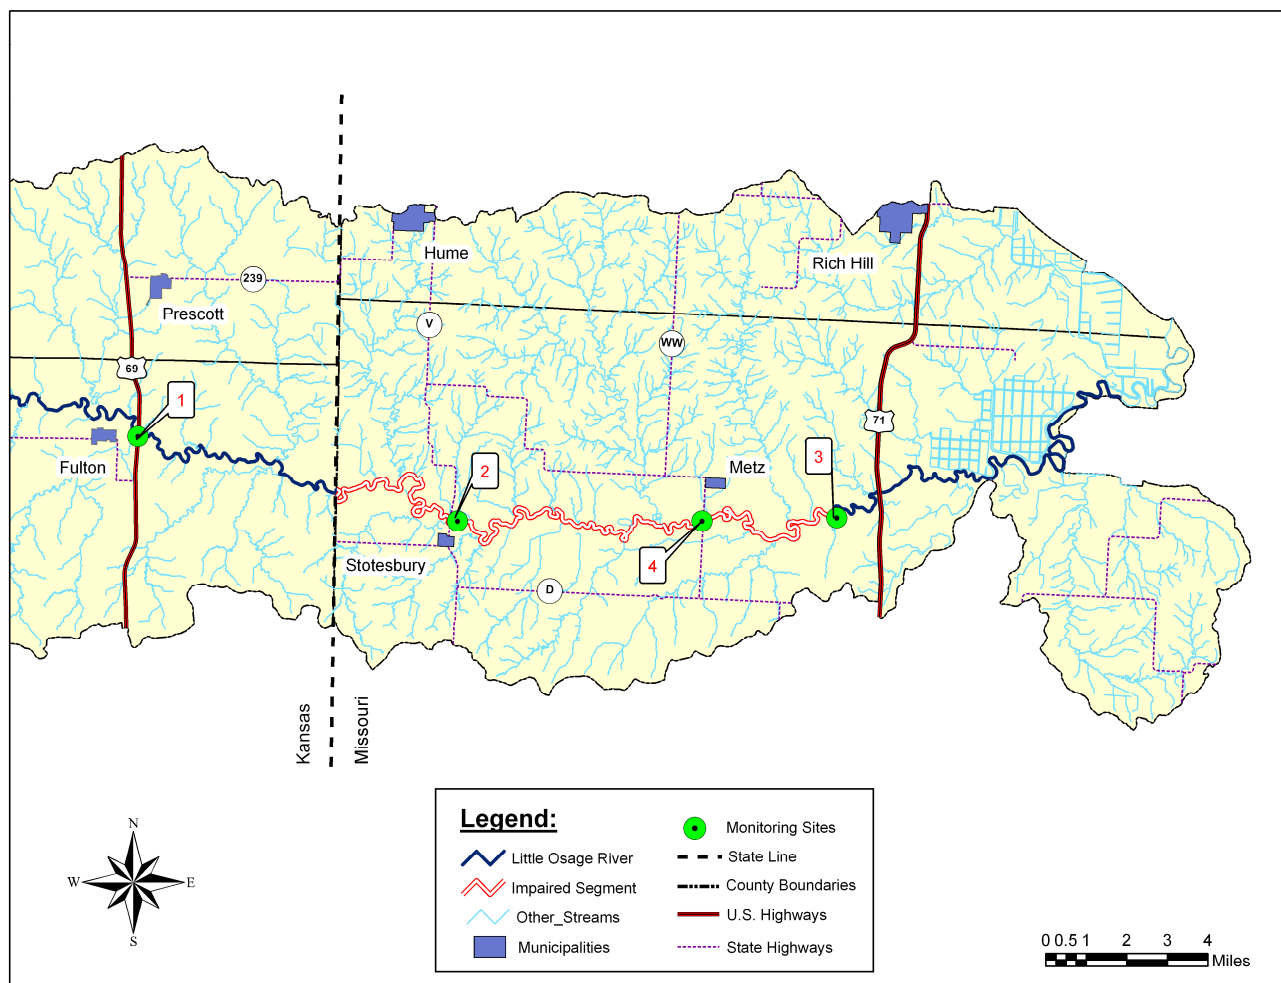 Hume
Rich Hill
239
Prescott
V
WW
69
1
71
Fulton
2
Metz
3
Stotesbury
4
D
Kansas
Missouri
Legend:
Little Osage River
Impaired Segment
Other_Streams
Municipalities
Monitoring Sites
State Line
County Boundaries
U.S. Highways
State Highways
N
W
E
S
0 0.5 1 2 3 4
Miles